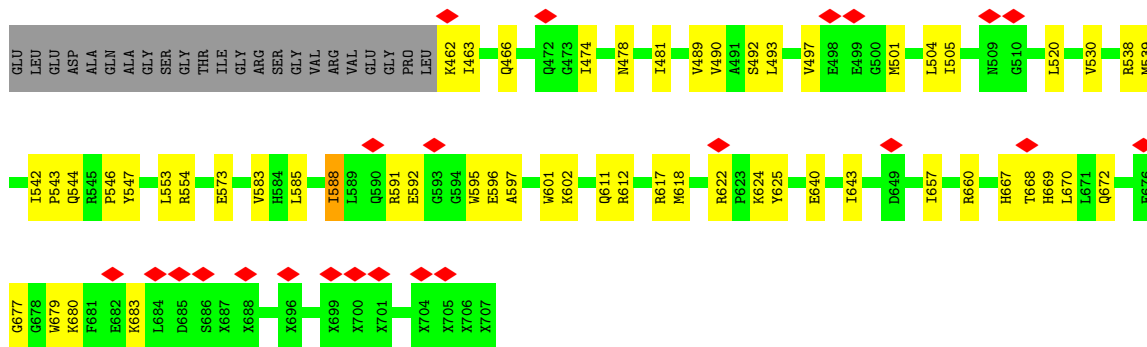 GLU LEU GLU ASP ALA GLN ALA GLY SER GLY THR ILE GLY ARG SER GLY VAL ARG VAL GLU GLY PRO LEU K462 I463 Q466 Q472 G473 I474 N478 I481 V489 V490 A491 S492 L493 V497 E498 E499 G500 M501 L504 I505 N509 G510 L520 V530 R538 M539
I542 P543 Q544 R545 P546 Y547 L553 R554 E573 V583 H584 L585 I588 L589 Q590 R591 E592 G593 G594 W595 E596 A597 W601 K602 Q611 R612 R617 M618 R622 P623 K624 Y625 E640 I643 D649 I657 R660 H667 T668 H669 L670 L671 Q672 E676
G677 G678 W679 K680 F681 E682 K683 L684 D685 S686 X687 X688 X696 X699 X700 X701 X704 X705 X706 X707